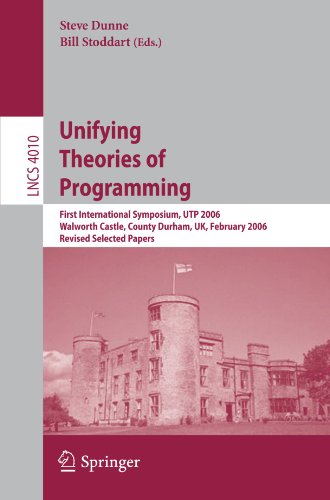 Steve Dunne
Bill Stoddart (Eds.)
LNCS 4010
Unifying
Theories of
Programming
First International Symposium, UTP 2006
Walworth Castle, County Durham, UK, February 2006
Revised Selected Papers
Springer